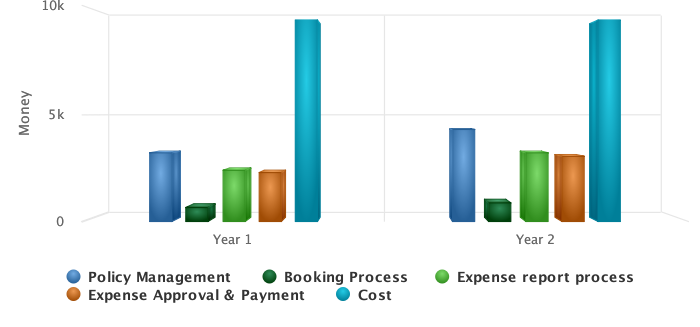 10k
Money
5k
0
Year 1
Year 2
Policy Management
Booking Process
Expense report process
Expense Approval & Payment
Cost